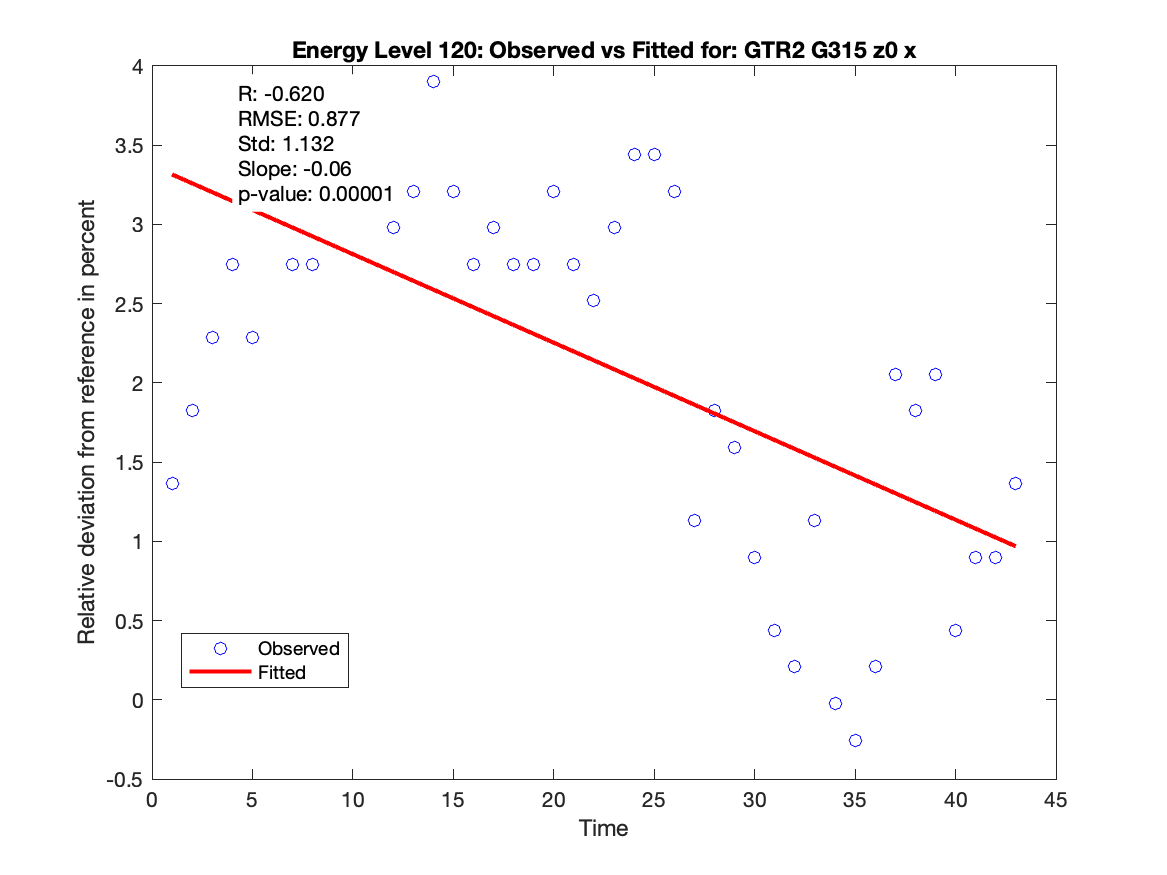 Energy Level 120: Observed vs Fitted for: GTR2 G315 z0 x
R: -0.620
RMSE: 0.877
Std: 1.132
Slope: -0.06
p-value: 0.00001
4
3.5
3
2.5
2
1.5
1
0.5
0
-0.5
Relative deviation from reference in percent
Observed
Fitted
0 5 10 15 20 25 30 35 40 45
Time